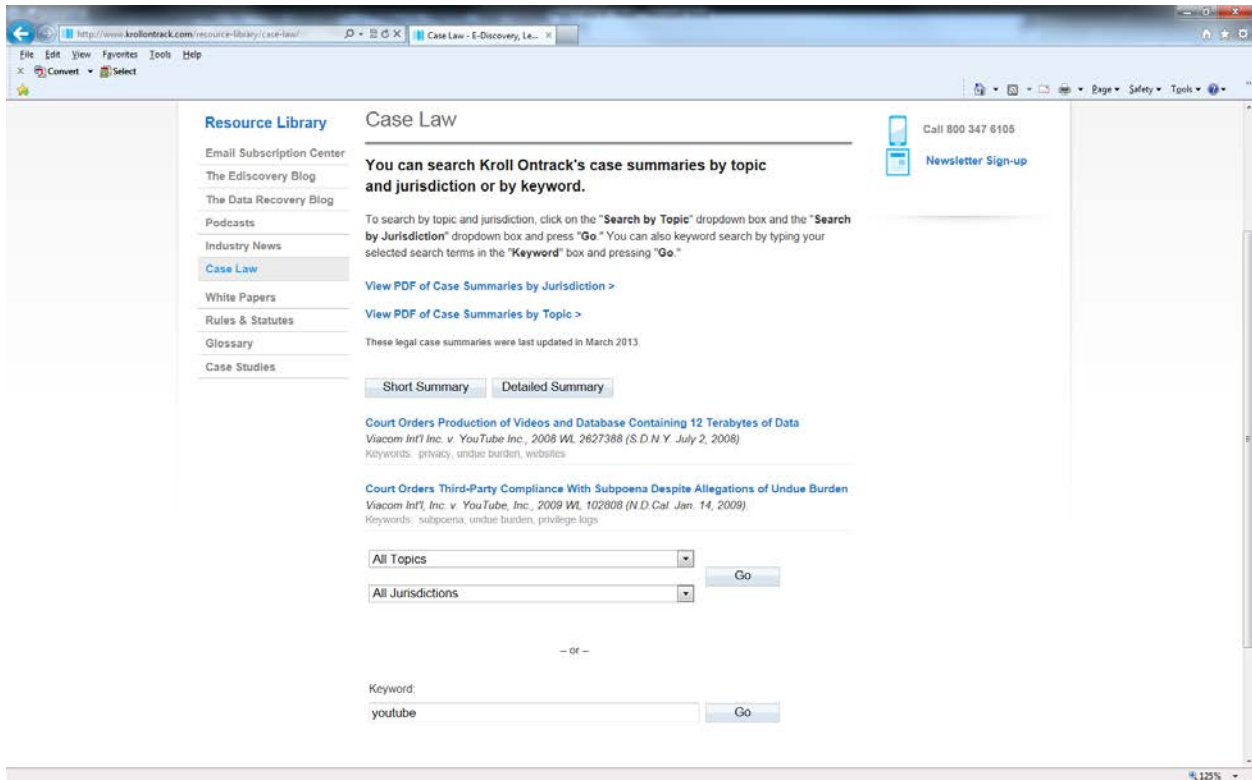 http://www.krollontrack.com/resource-library/case-law/
Case Law - E-Discovery, Le...
File Edit View Favorites Tools Help
Convert Select
Page Safety Tools
Resource Library
Email Subscription Center
The Ediscovery Blog
The Data Recovery Blog
Podcasts
Industry News
Case Law
White Papers
Rules & Statutes
Glossary
Case Studies
Case Law
You can search Kroll Ontrack's case summaries by topic
and jurisdiction or by keyword.
To search by topic and jurisdiction, click on the "Search by Topic" dropdown box and the "Search
by Jurisdiction" dropdown box and press "Go." You can also keyword search by typing your
selected search terms in the "Keyword" box and pressing "Go."
View PDF of Case Summaries by Jurisdiction >
View PDF of Case Summaries by Topic >
These legal case summaries were last updated in March 2013.
Short Summary Detailed Summary
Court Orders Production of Videos and Database Containing 12 Terabytes of Data
Viacom Int'l Inc. v. YouTube Inc., 2008 WL 2627388 (S.D.N.Y. July 2, 2008)
Keywords: privacy, undue burden, websites
Court Orders Third-Party Compliance With Subpoena Despite Allegations of Undue Burden
Viacom Int'l, Inc. v. YouTube, Inc., 2009 WL 102808 (N.D.Cal. Jan. 14, 2009).
Keywords: subpoena, undue burden, privilege logs
All Topics
Go
All Jurisdictions
– or –
Keyword:
youtube Go
Call 800 347 6105
Newsletter Sign-up
125%